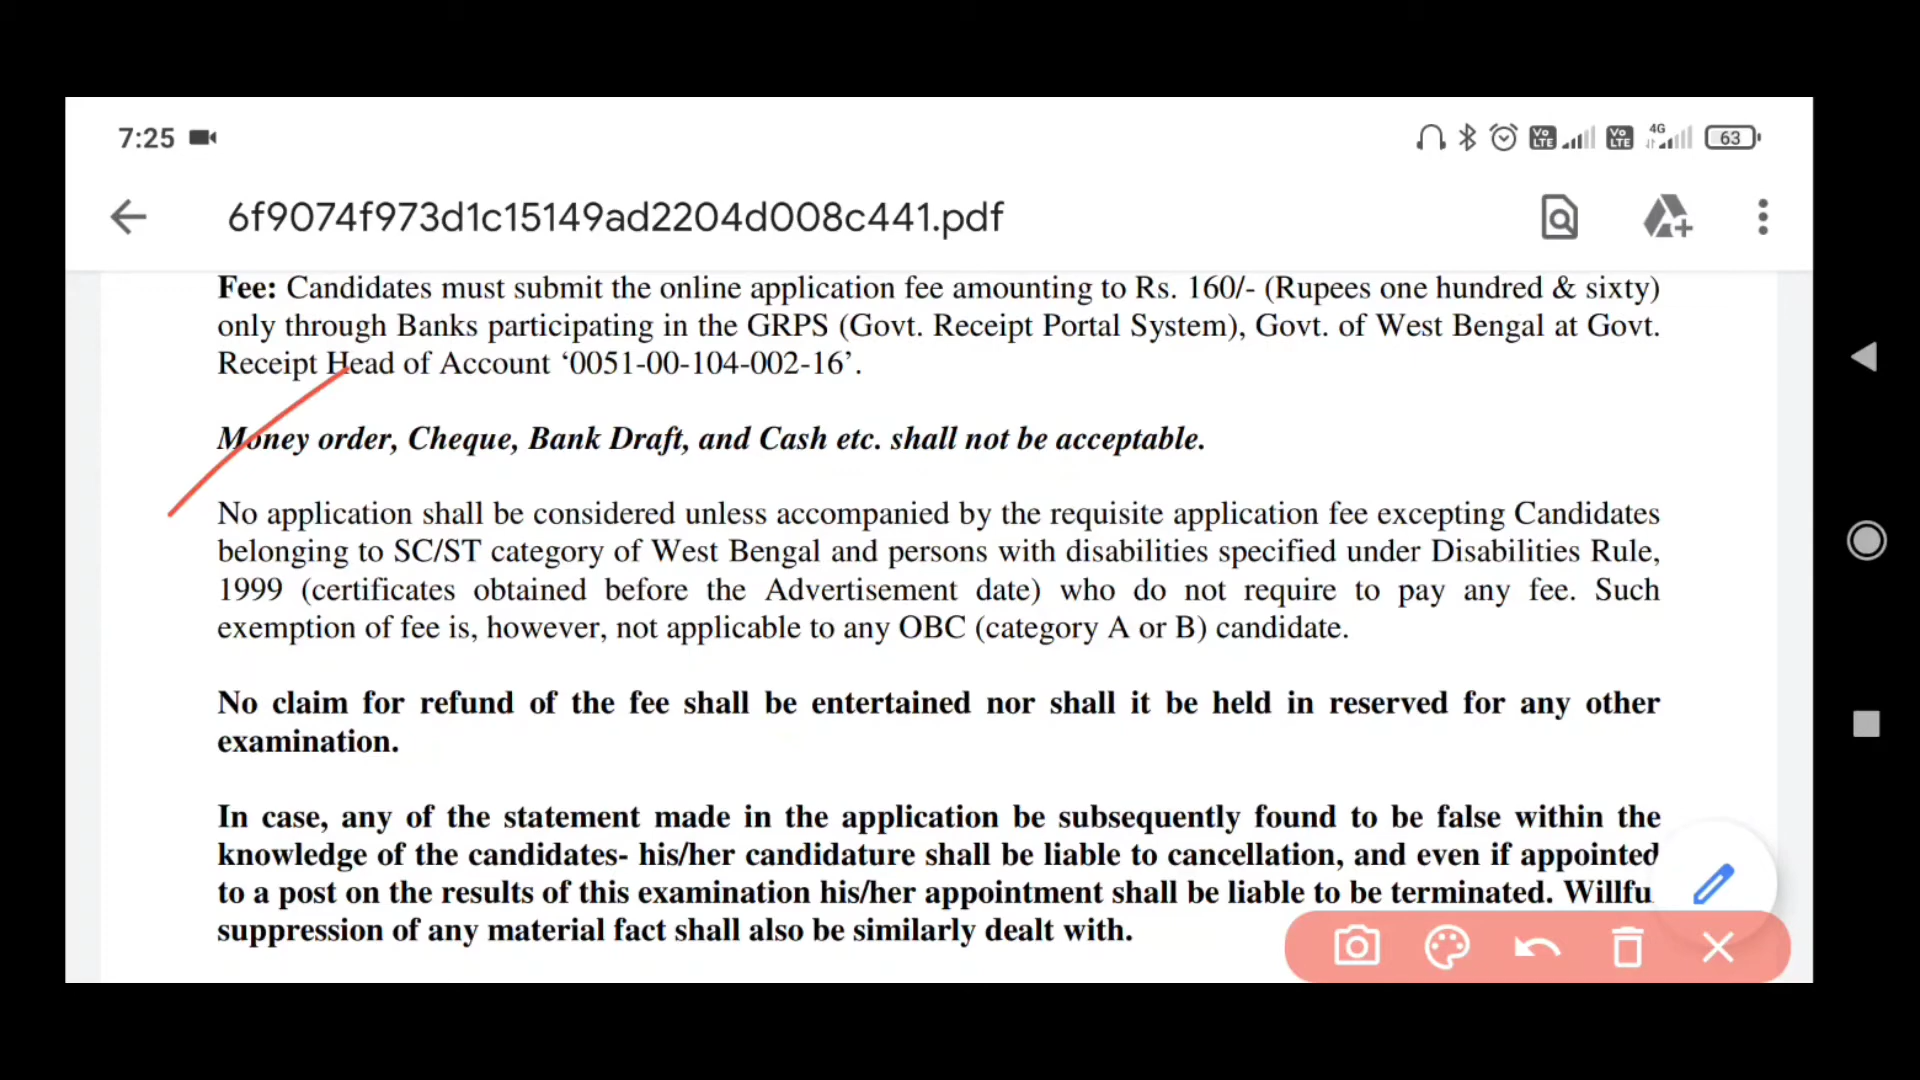 7:25 Vo LTE Vo LTE 4G 63
6f9074f973d1c15149ad2204d008c441.pdf
Fee: Candidates must submit the online application fee amounting to Rs. 160/- (Rupees one hundred & sixty)
only through Banks participating in the GRPS (Govt. Receipt Portal System), Govt. of West Bengal at Govt.
Receipt Head of Account ‘0051-00-104-002-16’.
Money order, Cheque, Bank Draft, and Cash etc. shall not be acceptable.
No application shall be considered unless accompanied by the requisite application fee excepting Candidates
belonging to SC/ST category of West Bengal and persons with disabilities specified under Disabilities Rule,
1999 (certificates obtained before the Advertisement date) who do not require to pay any fee. Such
exemption of fee is, however, not applicable to any OBC (category A or B) candidate.
No claim for refund of the fee shall be entertained nor shall it be held in reserved for any other
examination.
In case, any of the statement made in the application be subsequently found to be false within the
knowledge of the candidates- his/her candidature shall be liable to cancellation, and even if appointed
to a post on the results of this examination his/her appointment shall be liable to be terminated. Willfu
suppression of any material fact shall also be similarly dealt with.